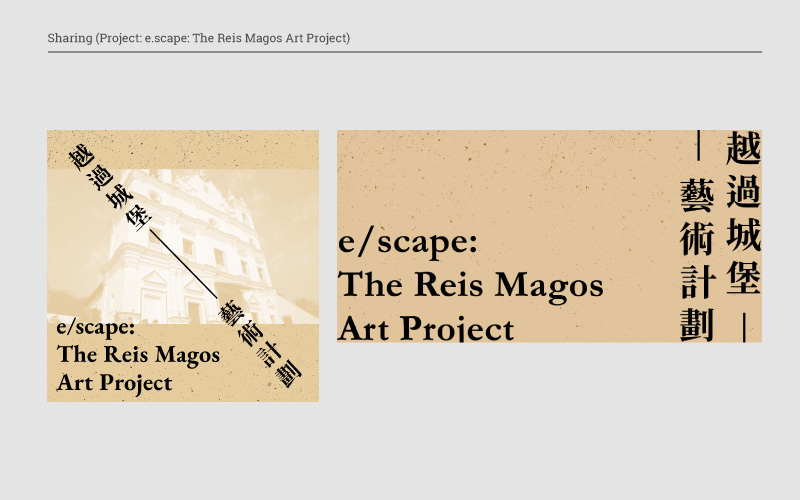 Sharing (Project: e.scape: The Reis Magos Art Project)
越過城堡
藝術計劃
e/scape:
The Reis Magos
Art Project
e/scape:
The Reis Magos
Art Project
越過城堡
藝術計劃